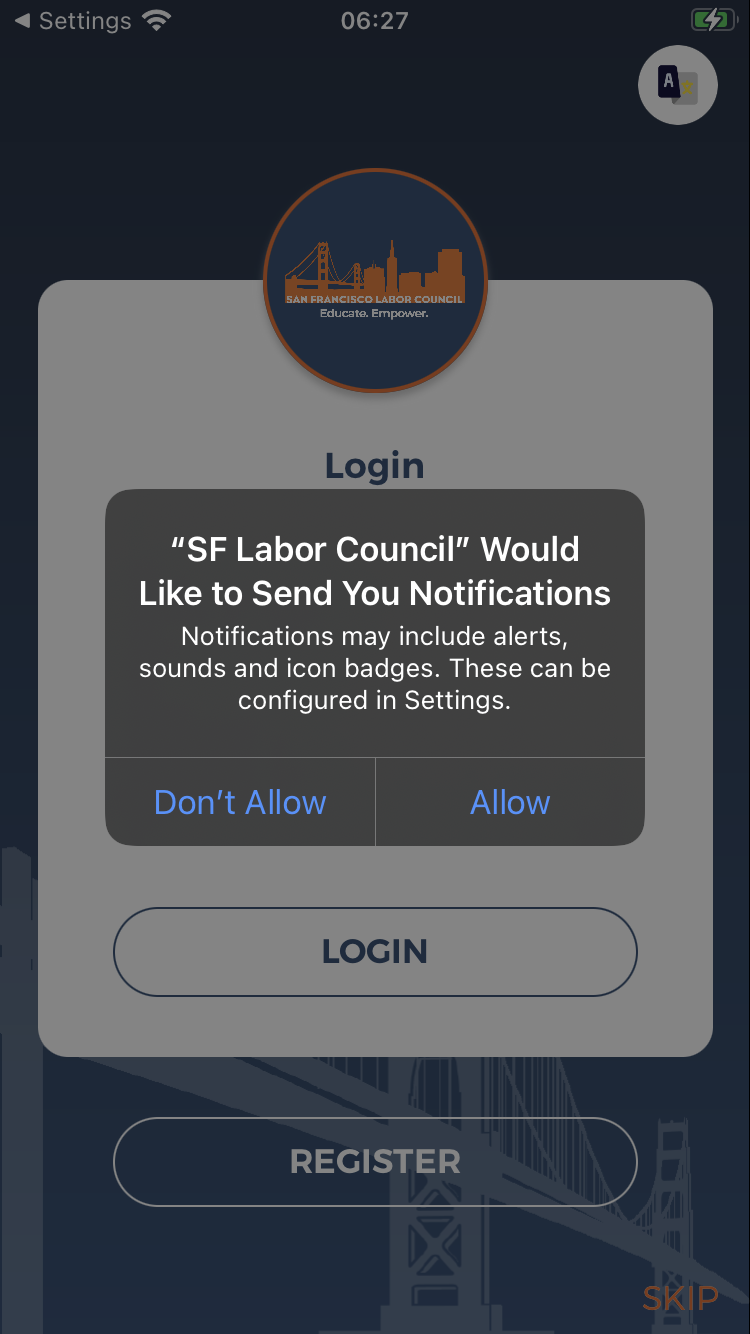 Settings
06:27
A
SAN FRANCISCO LABOR COUNCIL
Educate. Empower.
Login
“SF Labor Council” Would
Like to Send You Notifications
Notifications may include alerts,
sounds and icon badges. These can be
configured in Settings.
Don’t Allow
Allow
LOGIN
REGISTER
SKIP